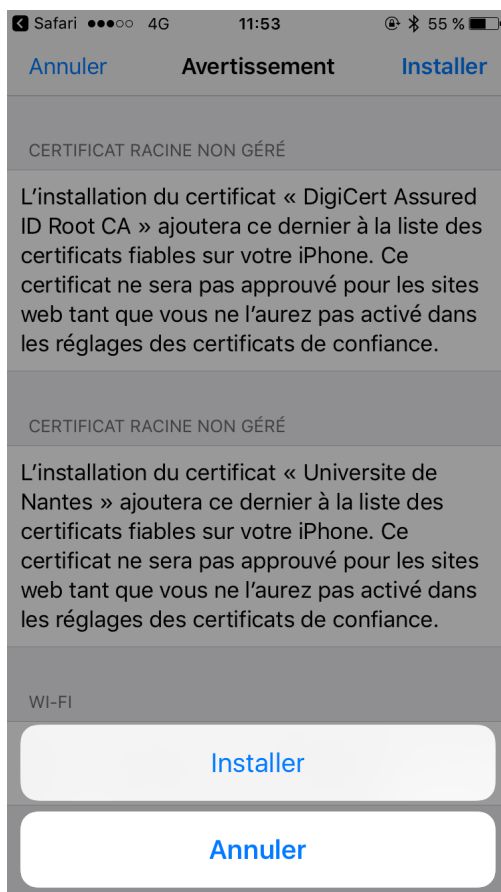 Safari 4G 11:53 55 %
Annuler Avertissement Installer
CERTIFICAT RACINE NON GÉRÉ
L’installation du certificat « DigiCert Assured
ID Root CA » ajoutera ce dernier à la liste des
certificats fiables sur votre iPhone. Ce
certificat ne sera pas approuvé pour les sites
web tant que vous ne l’aurez pas activé dans
les réglages des certificats de confiance.
CERTIFICAT RACINE NON GÉRÉ
L’installation du certificat « Universite de
Nantes » ajoutera ce dernier à la liste des
certificats fiables sur votre iPhone. Ce
certificat ne sera pas approuvé pour les sites
web tant que vous ne l’aurez pas activé dans
les réglages des certificats de confiance.
WI-FI
Installer
Annuler